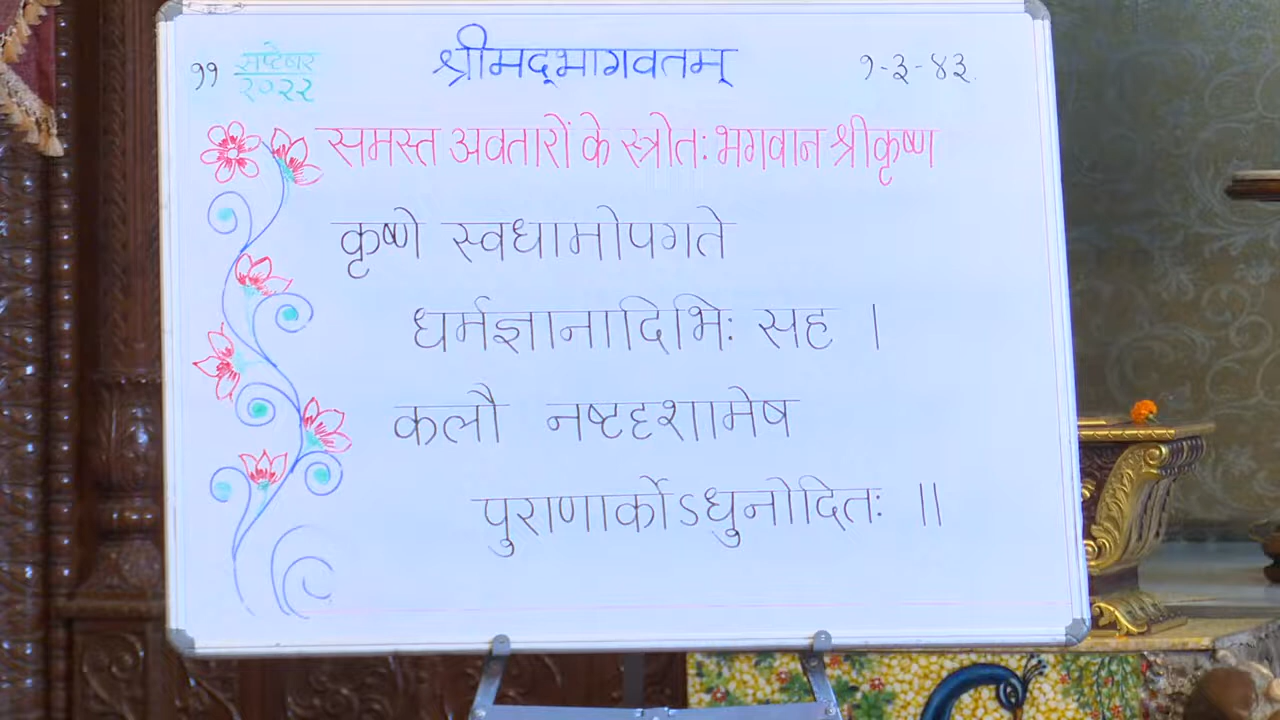 ११ सप्टेंबर २०२२
श्रीमद्भागवतम्
१-३-४३.
समस्त अवतारों के स्त्रोतः भगवान श्रीकृष्ण
कृष्णे स्वधामोपगते
धर्मज्ञानादिभिः सह ।
कलौ नष्टदृशामेष
पुराणार्कोऽधुनोदितः ॥